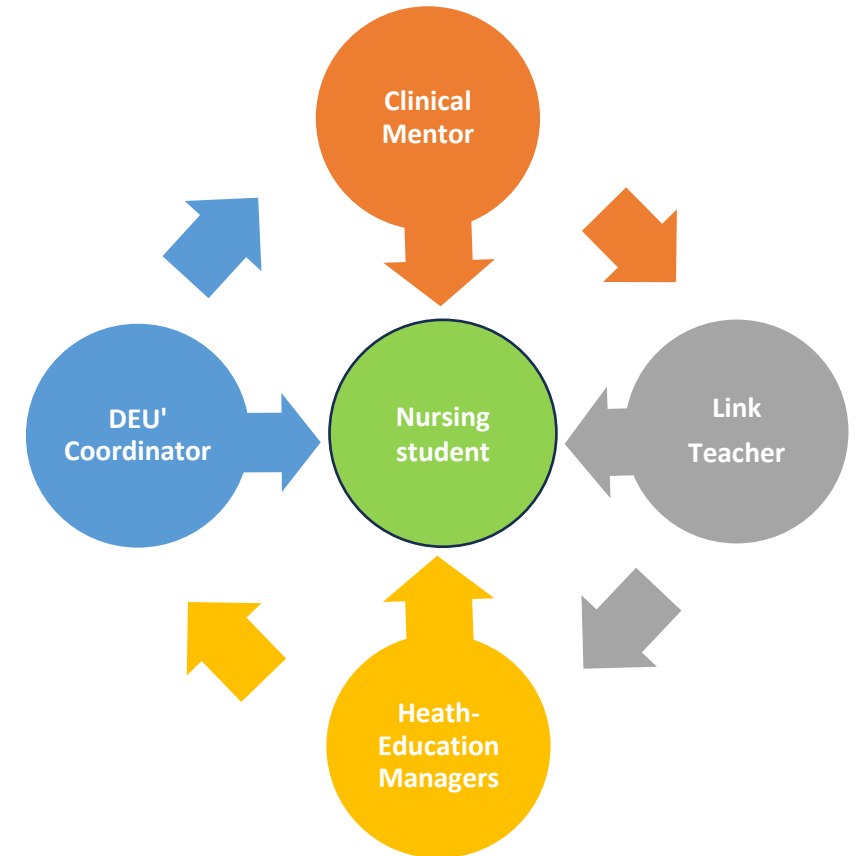 Clinical
Mentor
DEU'
Coordinator
Nursing
student
Link
Teacher
Heath-
Education
Managers